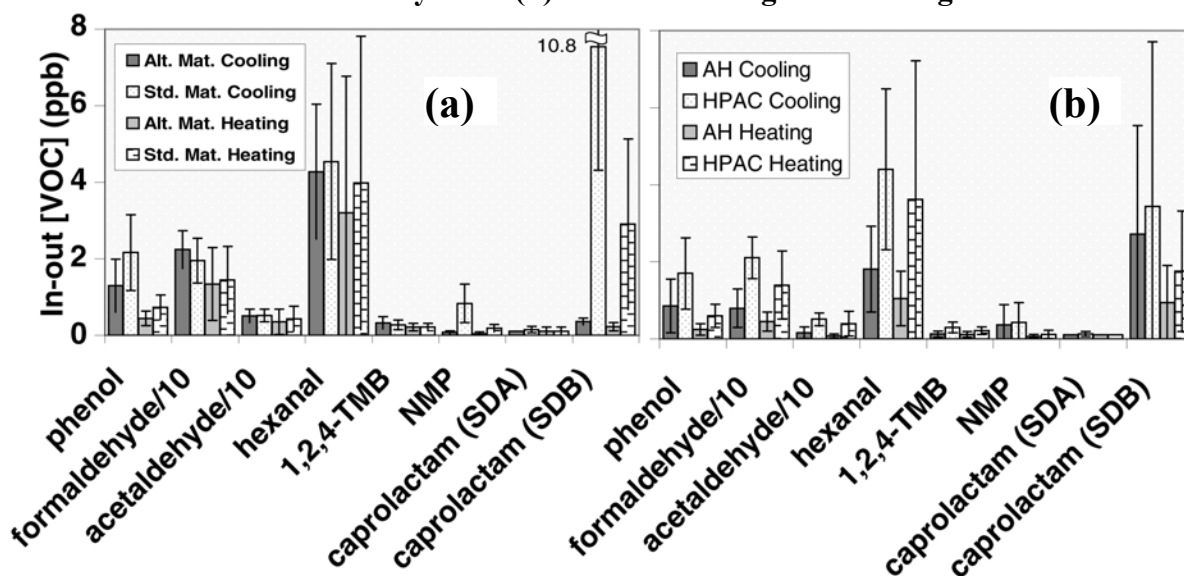 8
6
4
2
0
In-out [VOC] (ppb)
Alt. Mat. Cooling
Std. Mat. Cooling
Alt. Mat. Heating
Std. Mat. Heating
(a)
10.8
phenol
formaldehyde/10
acetaldehyde/10
hexanal
1,2,4-TMB
NMP
caprolactam (SDA)
caprolactam (SDB)
AH Cooling
HPAC Cooling
AH Heating
HPAC Heating
(b)
phenol
formaldehyde/10
acetaldehyde/10
hexanal
1,2,4-TMB
NMP
caprolactam (SDA)
caprolactam (SDB)